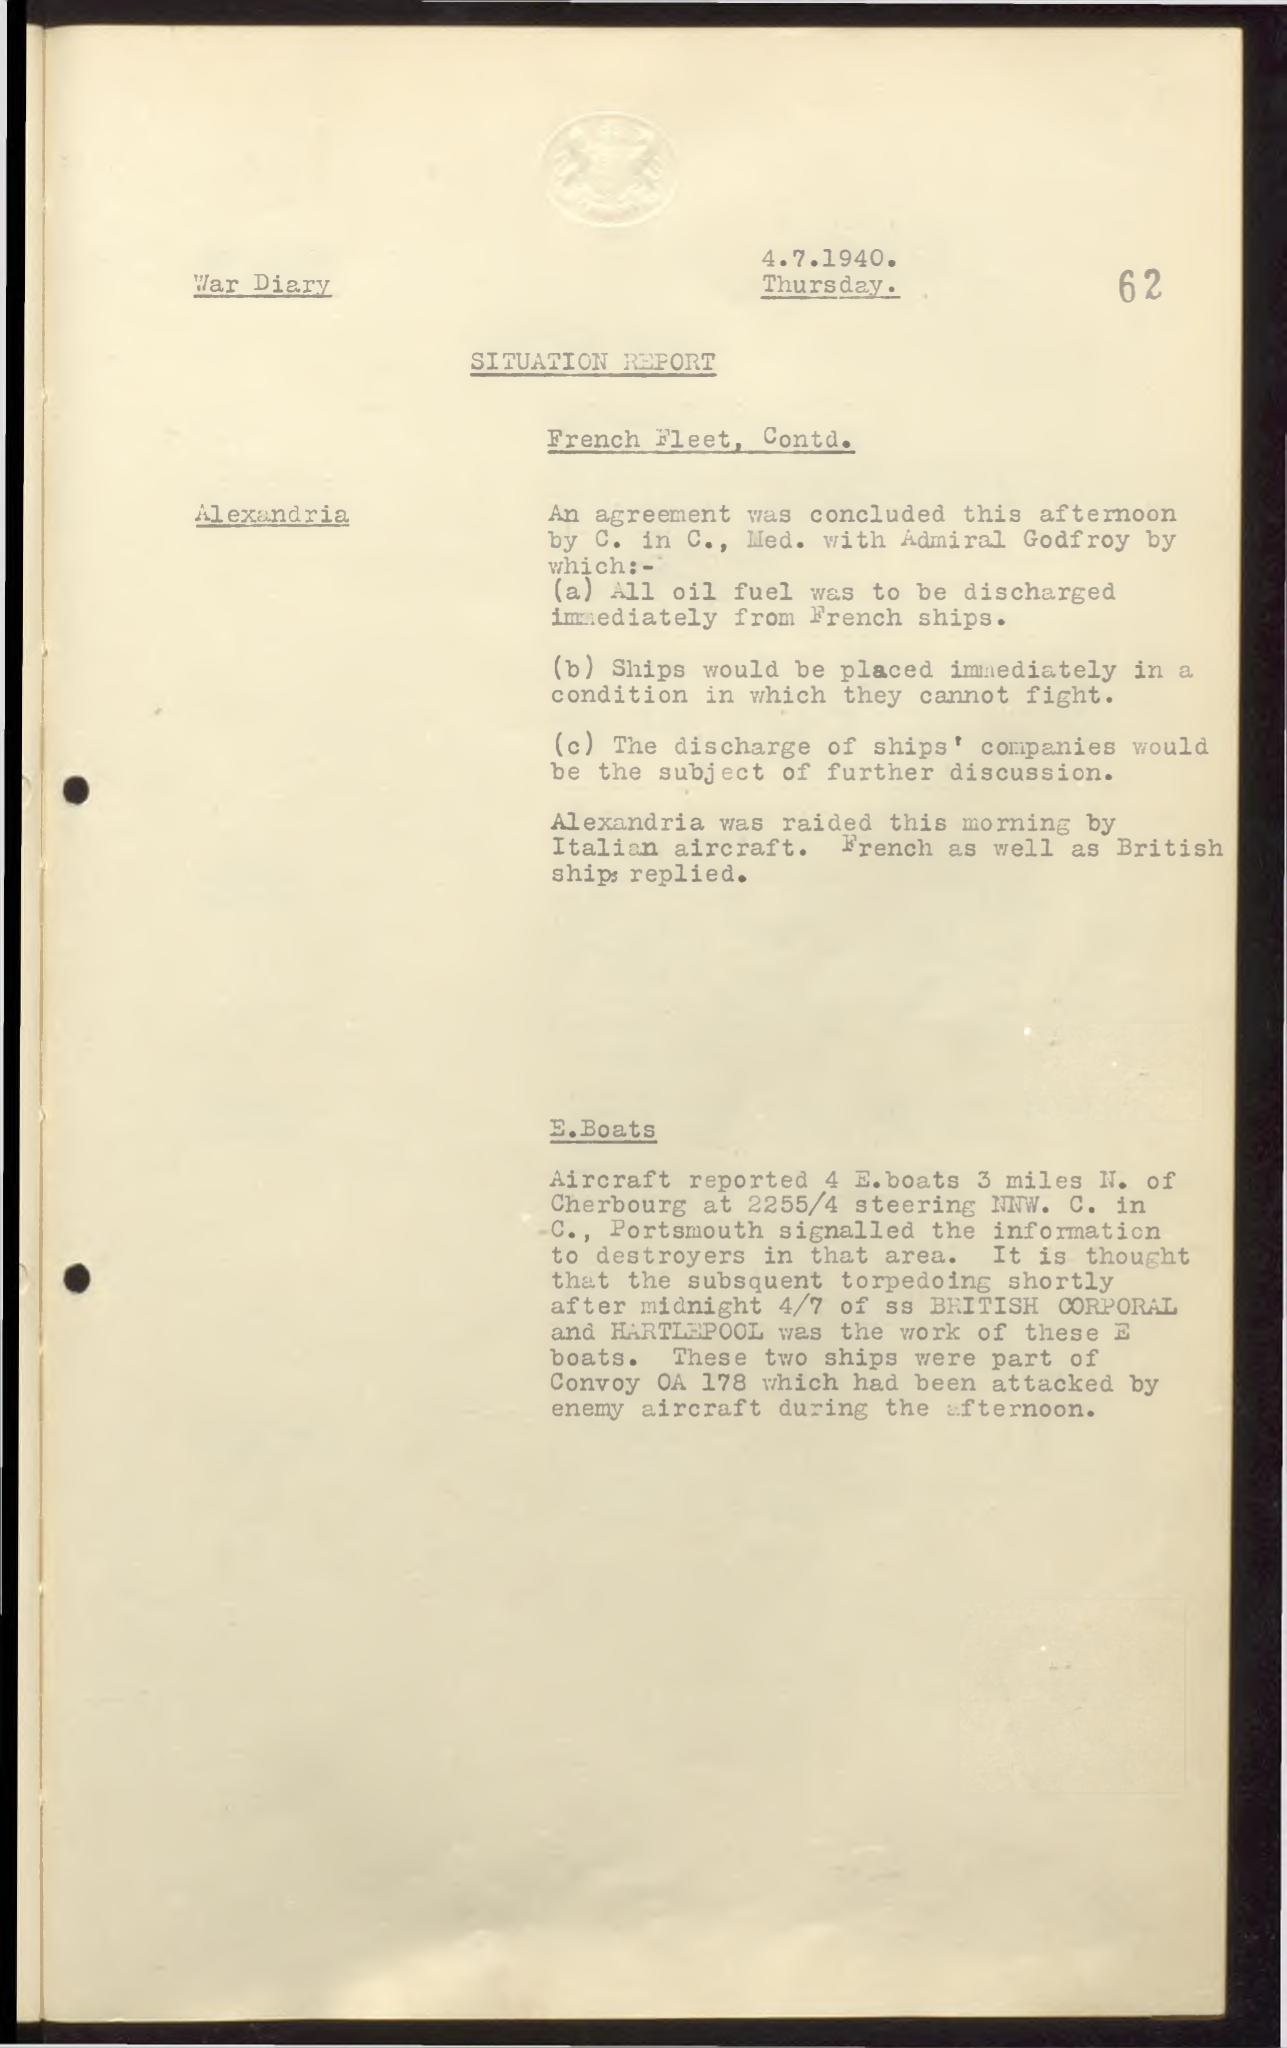 4.7.1940.
War Diary Thursday. 62
SITUATION REPORT
French Fleet, Contd.
Alexandria An agreement was concluded this afternoon
by C. in C., Med. with Admiral Godfroy by
which:-
(a) All oil fuel was to be discharged
immediately from French ships.
(b) Ships would be placed immediately in a
condition in which they cannot fight.
(c) The discharge of ships' companies would
be the subject of further discussion.
Alexandria was raided this morning by
Italian aircraft. French as well as British
ships replied.
E.Boats
Aircraft reported 4 E.boats 3 miles N. of
Cherbourg at 2255/4 steering NNW. C. in
C., Portsmouth signalled the information
to destroyers in that area. It is thought
that the subsquent torpedoing shortly
after midnight 4/7 of ss BRITISH CORPORAL
and HARTLEPOOL was the work of these E
boats. These two ships were part of
Convoy OA 178 which had been attacked by
enemy aircraft during the afternoon.